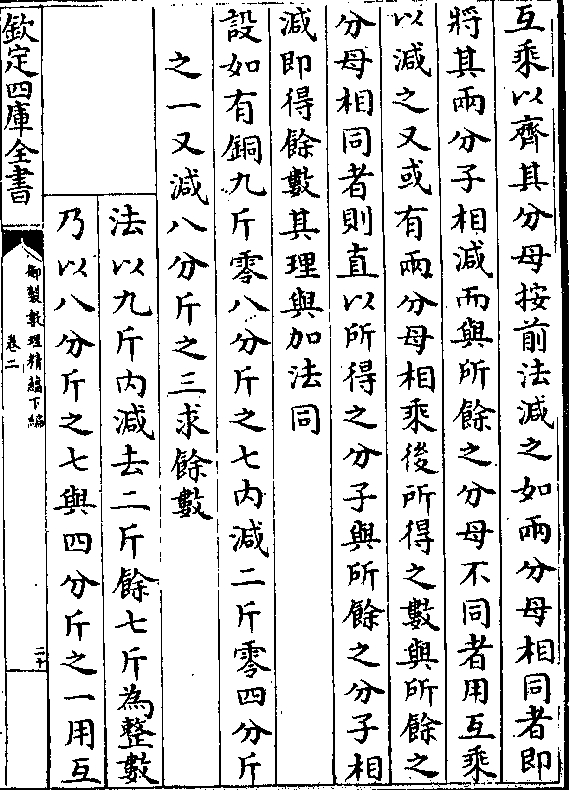 互乘以齊其分母按前法減之如兩分母相同者即
將其兩分子相減而與所餘之分母不同者用互乘
以減之又或有兩分母相乘後所得之數與所餘之
分母相同者則直以所得之分子與所餘之分子相
減即得餘數其理與加法同
設如有銅九斤零八分斤之七內減二斤零四分斤
之一又減八分斤之三求餘數
法以九斤內減去二斤餘七斤為整數
乃以八分斤之七與四分斤之一用互
欽定四庫全書
御製數理精蘊下編
卷二
二十